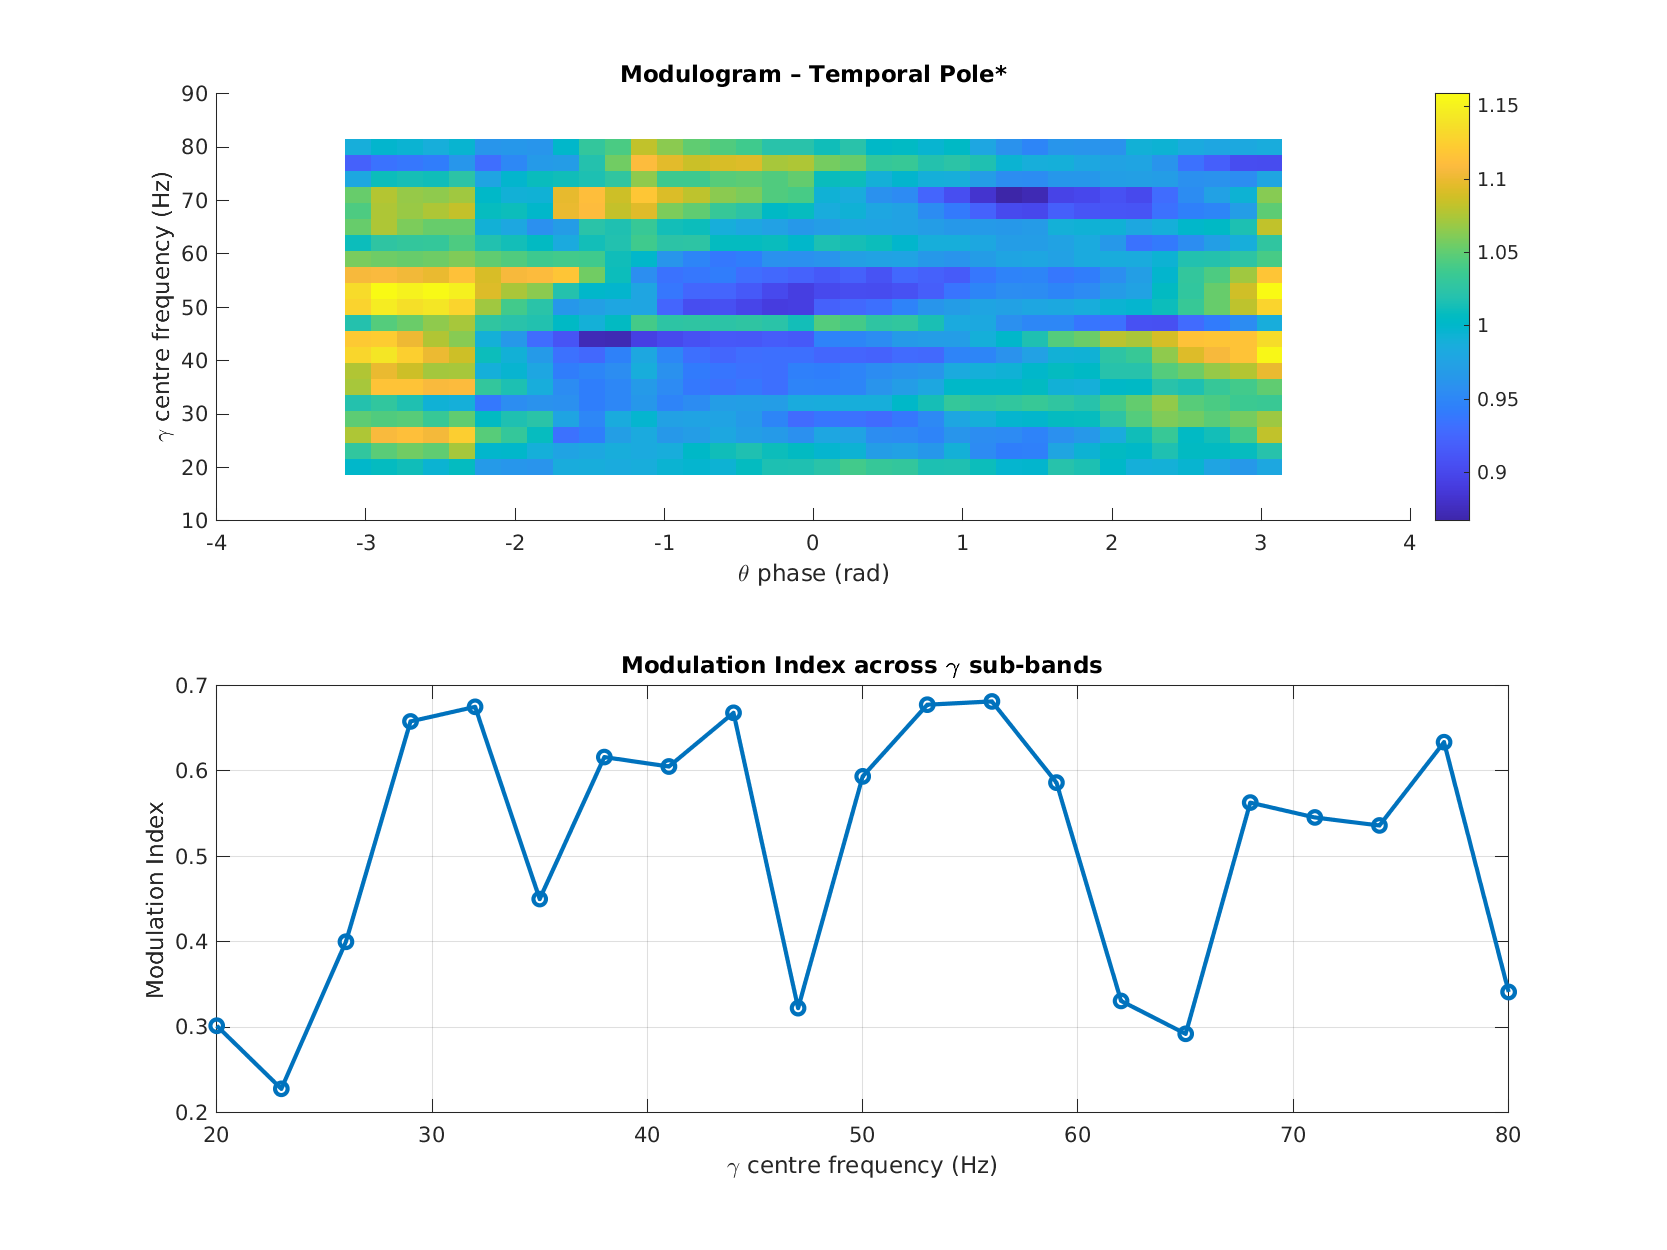 Modulogram – Temporal Pole*
90
80
70
60
50
40
30
20
10
γ centre frequency (Hz)
-4 -3 -2 -1 0 1 2 3 4
θ phase (rad)
1.15
1.1
1.05
1
0.95
0.9
Modulation Index across γ sub-bands
0.7
0.6
0.5
0.4
0.3
0.2
Modulation Index
20 30 40 50 60 70 80
γ centre frequency (Hz)